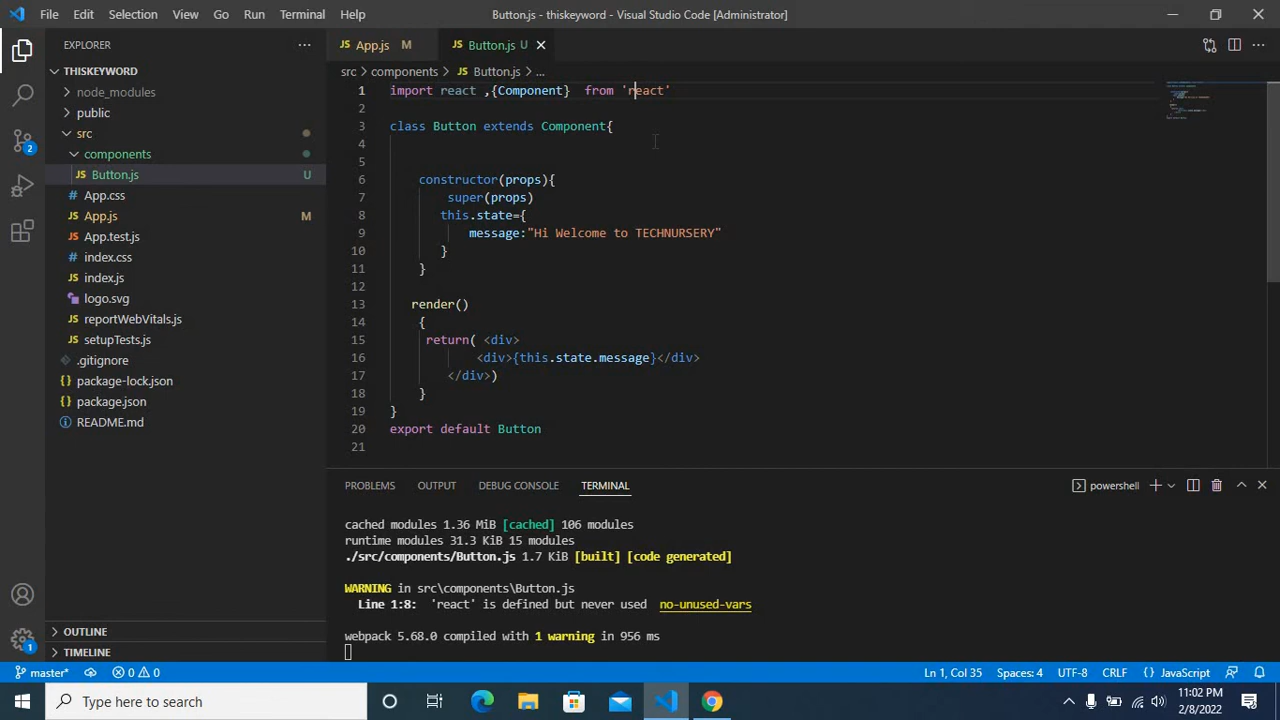 File Edit Selection View Go Run Terminal Help Button.js - thiskeyword - Visual Studio Code [Administrator]
EXPLORER
THISKEYWORD
node_modules
public
src
components
JS Button.js U
# App.css
JS App.js M
JS App.test.js
# index.css
JS index.js
logo.svg
JS reportWebVitals.js
JS setupTests.js
.gitignore
{} package-lock.json
{} package.json
README.md
OUTLINE
TIMELINE
2
1
JS App.js M JS Button.js U
src > components > JS Button.js > ...
1 import react ,{Component}  from 'react'
2
3 class Button extends Component{
4
5
6 constructor(props){
7 super(props)
8 this.state={
9 message:"Hi Welcome to TECHNURSERY"
10 }
11 }
12
13 render()
14 {
15 return( <div>
16 <div>{this.state.message}</div>
17 </div>)
18 }
19 }
20 export default Button
21
PROBLEMS OUTPUT DEBUG CONSOLE TERMINAL powershell
cached modules 1.36 MiB [cached] 106 modules
runtime modules 31.3 KiB 15 modules
./src/components/Button.js 1.7 KiB [built] [code generated]
WARNING in src\components\Button.js
Line 1:8:  'react' is defined but never used  no-unused-vars
webpack 5.68.0 compiled with 1 warning in 956 ms
master* 0 0 Ln 1, Col 35 Spaces: 4 UTF-8 CRLF {} JavaScript
Type here to search
11:02 PM
2/8/2022